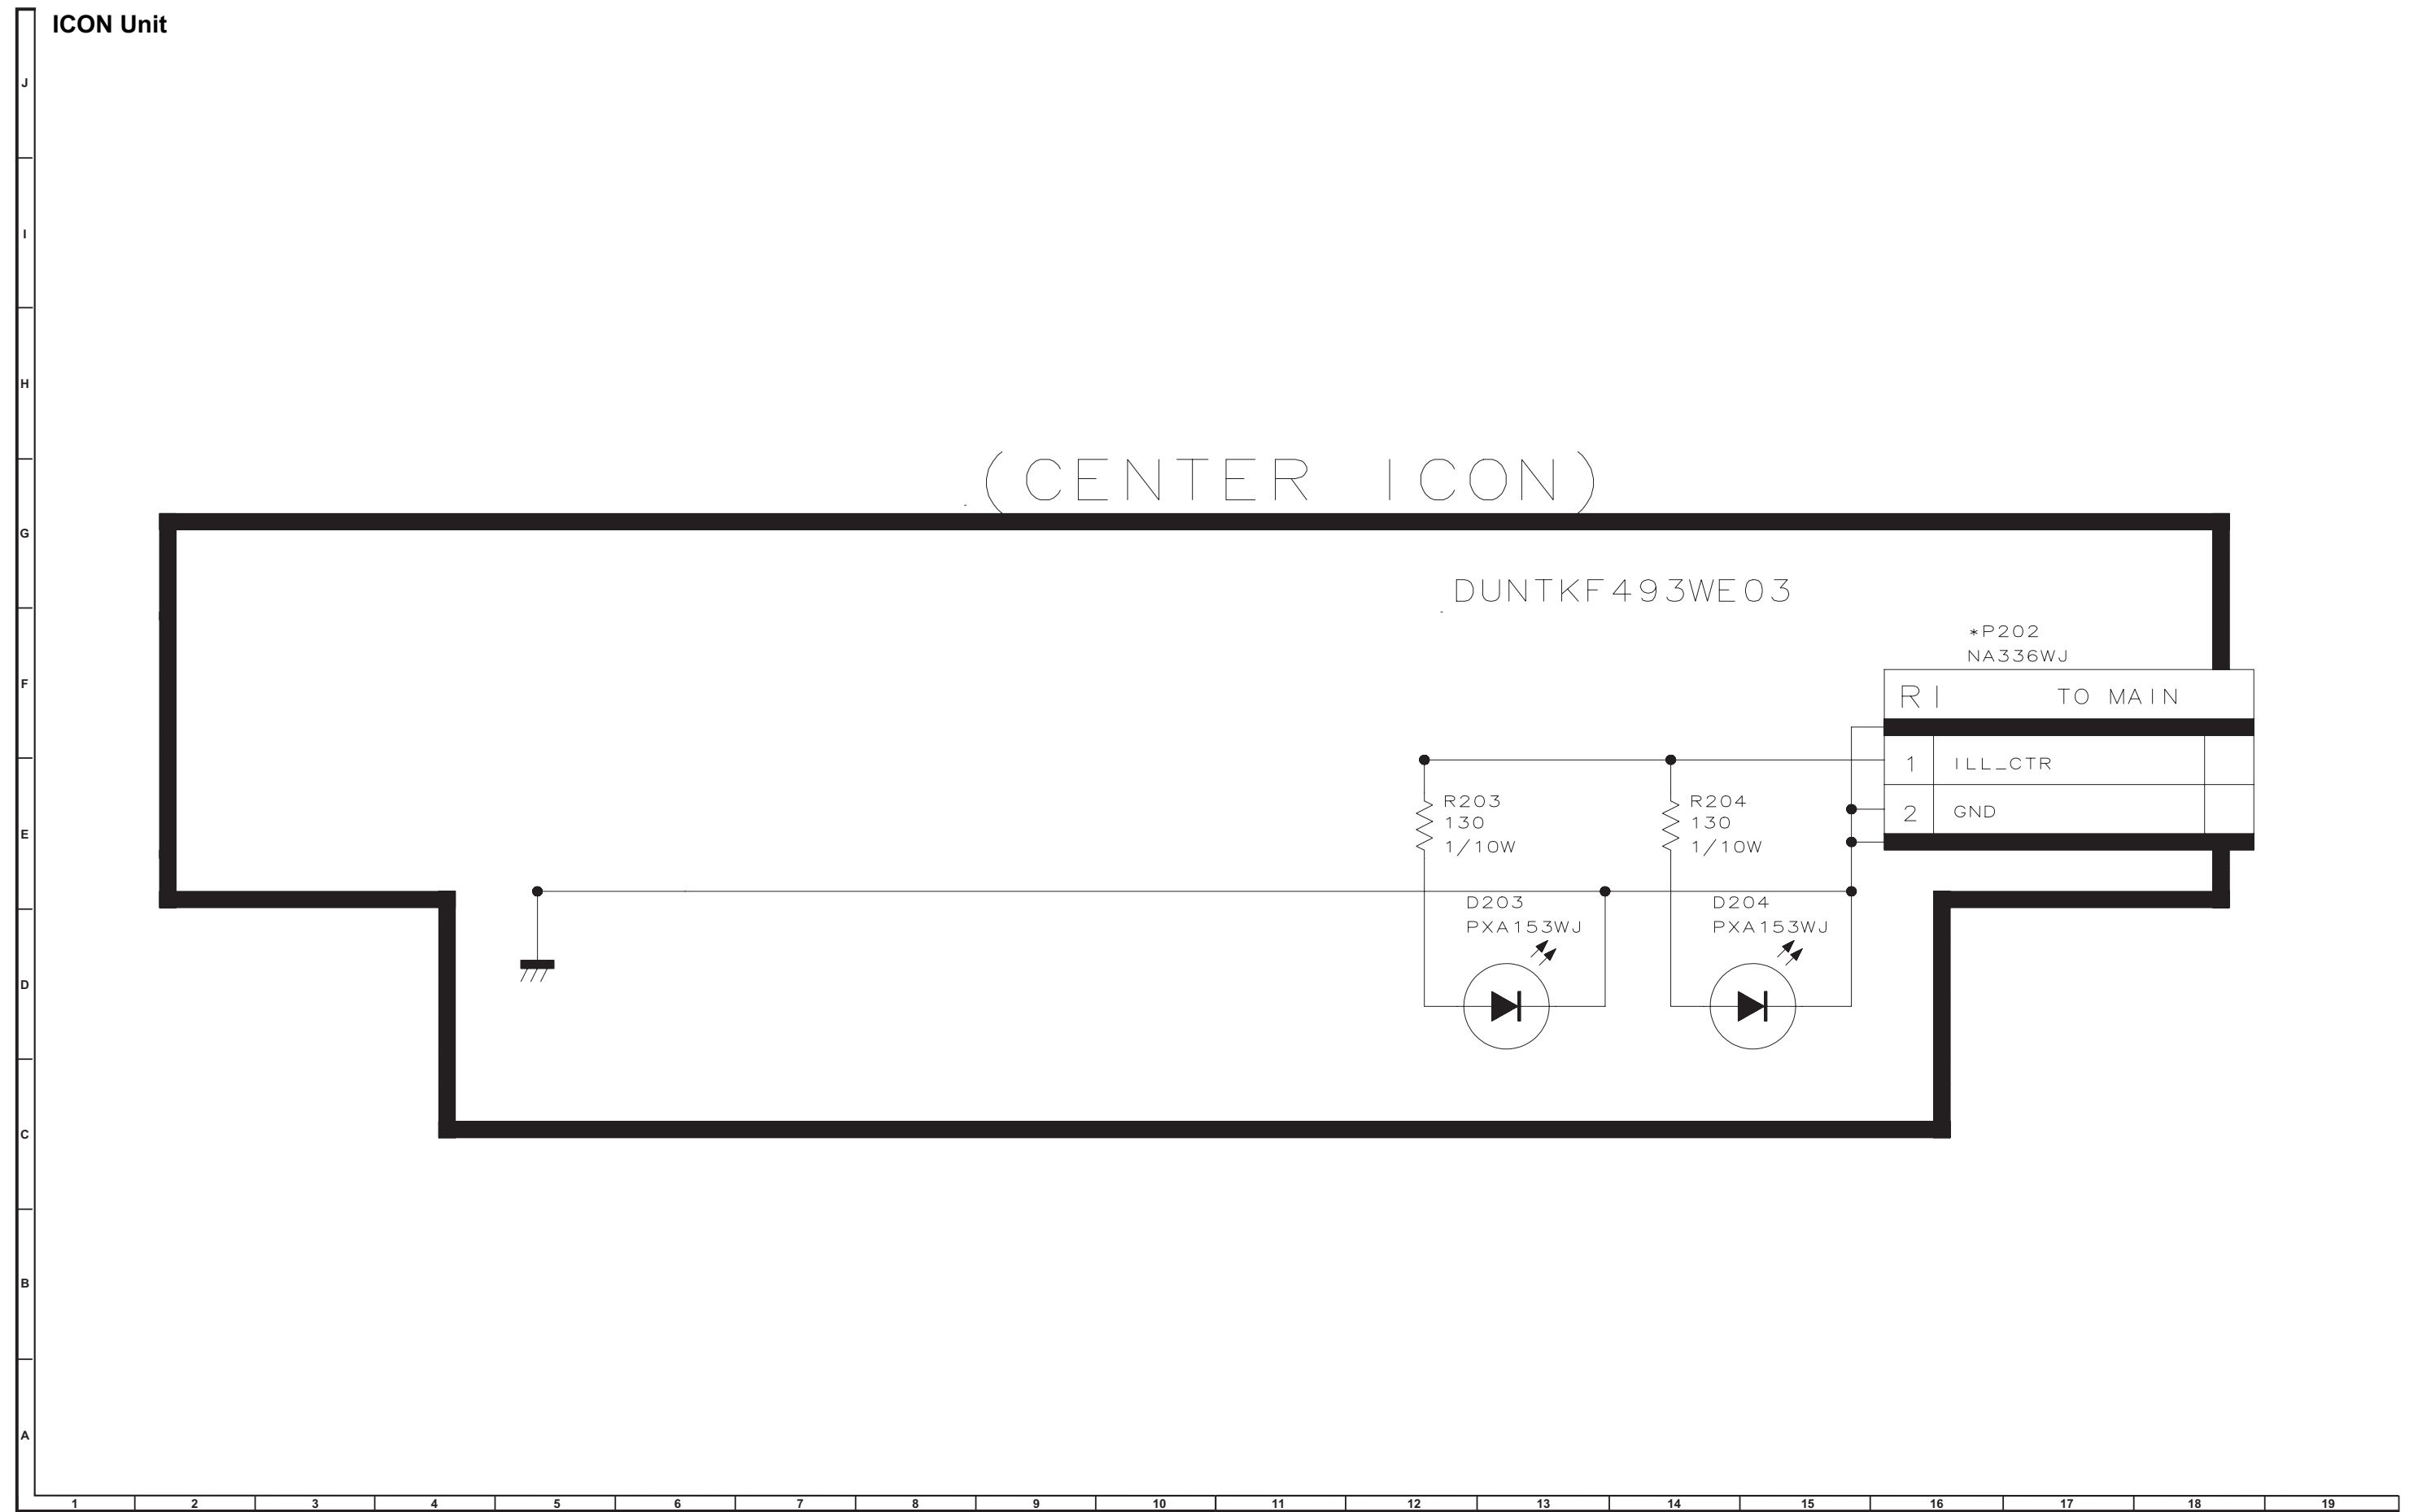 ICON Unit
J
I
H
G
F
E
D
C
B
A
(CENTER ICON)
DUNTKF493WE03
*P202
NA336WJ
RI TO MAIN
1 ILL_CTR
2 GND
R203
130
1/10W
R204
130
1/10W
D203
PXA153WJ
D204
PXA153WJ
1 2 3 4 5 6 7 8 9 10 11 12 13 14 15 16 17 18 19